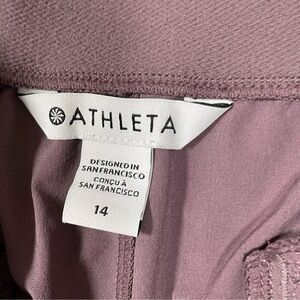 ATHLETA
DESIGNED IN
SAN FRANCISCO
CONÇU À
SAN FRANCISCO
14